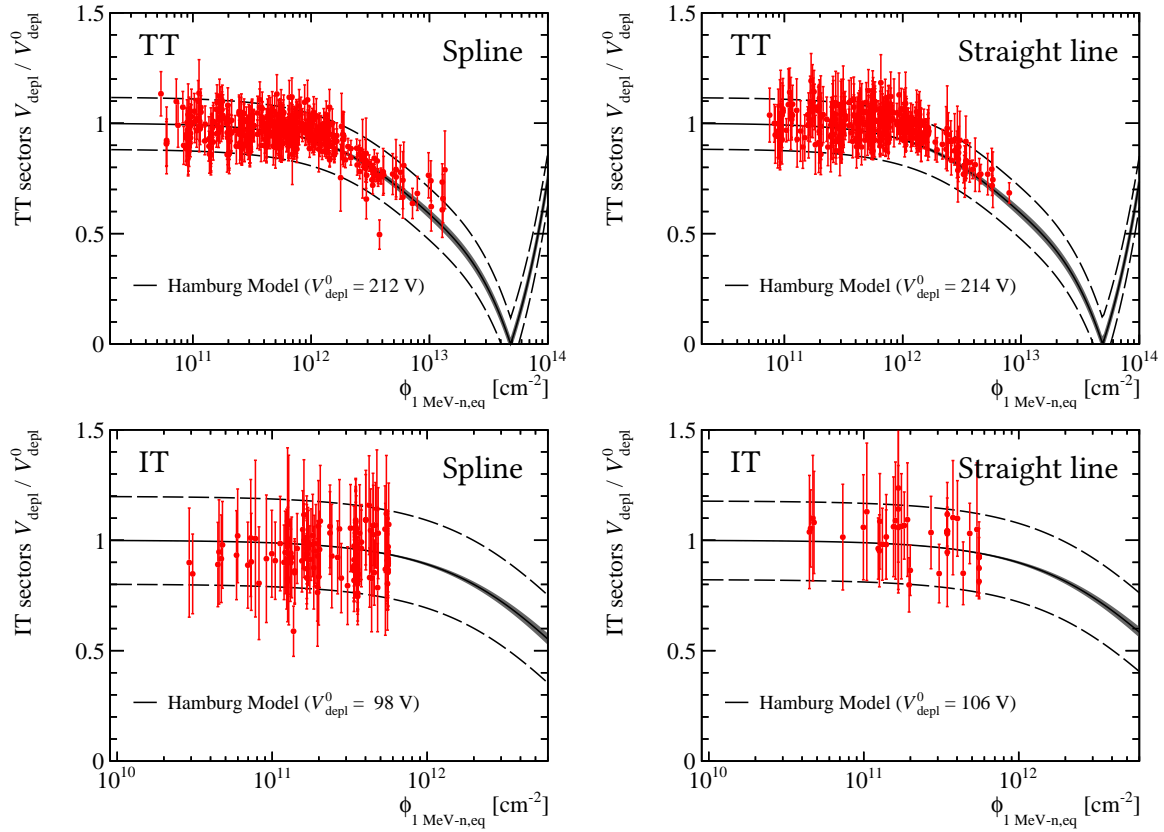 TT sectors V_depl / V^0_depl
1.5
1
0.5
0
TT
Spline
Hamburg Model (V^0_depl = 212 V)
10^11
10^12
10^13
10^14
ϕ_1 MeV-n,eq [cm^-2]
TT sectors V_depl / V^0_depl
1.5
1
0.5
0
TT
Straight line
Hamburg Model (V^0_depl = 214 V)
10^11
10^12
10^13
10^14
ϕ_1 MeV-n,eq [cm^-2]
IT sectors V_depl / V^0_depl
1.5
1
0.5
0
IT
Spline
Hamburg Model (V^0_depl = 98 V)
10^10
10^11
10^12
ϕ_1 MeV-n,eq [cm^-2]
IT sectors V_depl / V^0_depl
1.5
1
0.5
0
IT
Straight line
Hamburg Model (V^0_depl = 106 V)
10^10
10^11
10^12
ϕ_1 MeV-n,eq [cm^-2]